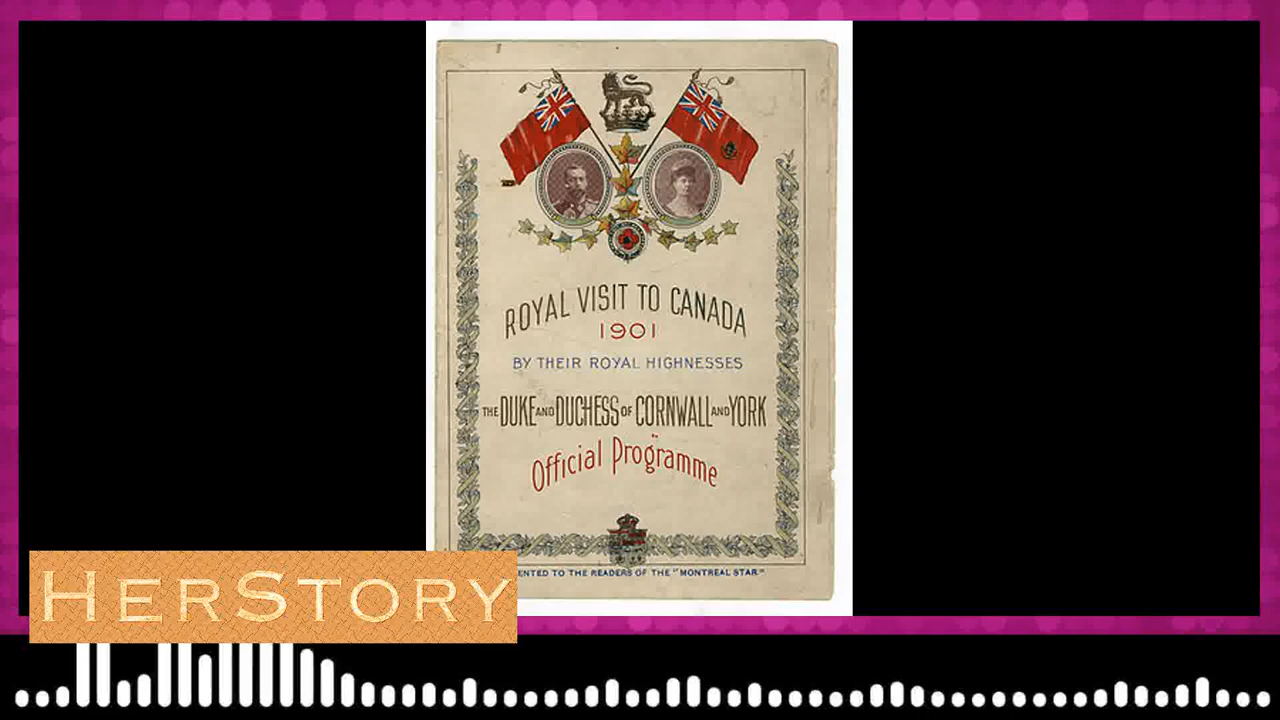 ROYAL VISIT TO CANADA
1901
BY THEIR ROYAL HIGHNESSES
THE DUKE AND DUCHESS OF CORNWALL AND YORK
Official Programme
TO THE READERS OF THE "MONTREAL STAR"
HERSTORY